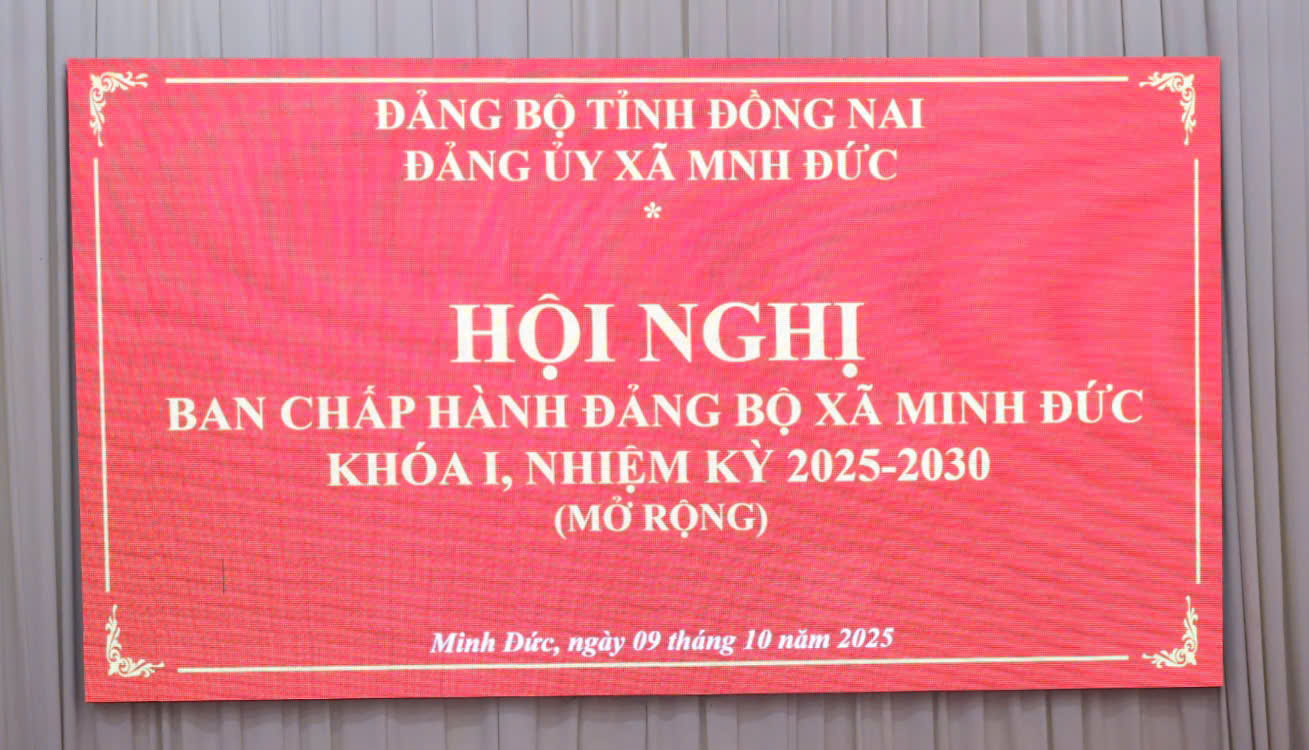 ĐẢNG BỘ TỈNH ĐỒNG NAI
ĐẢNG ỦY XÃ MNH ĐỨC
*
HỘI NGHỊ
BAN CHẤP HÀNH ĐẢNG BỘ XÃ MINH ĐỨC
KHÓA I, NHIỆM KỲ 2025-2030
(MỞ RỘNG)
Minh Đức, ngày 09 tháng 10 năm 2025